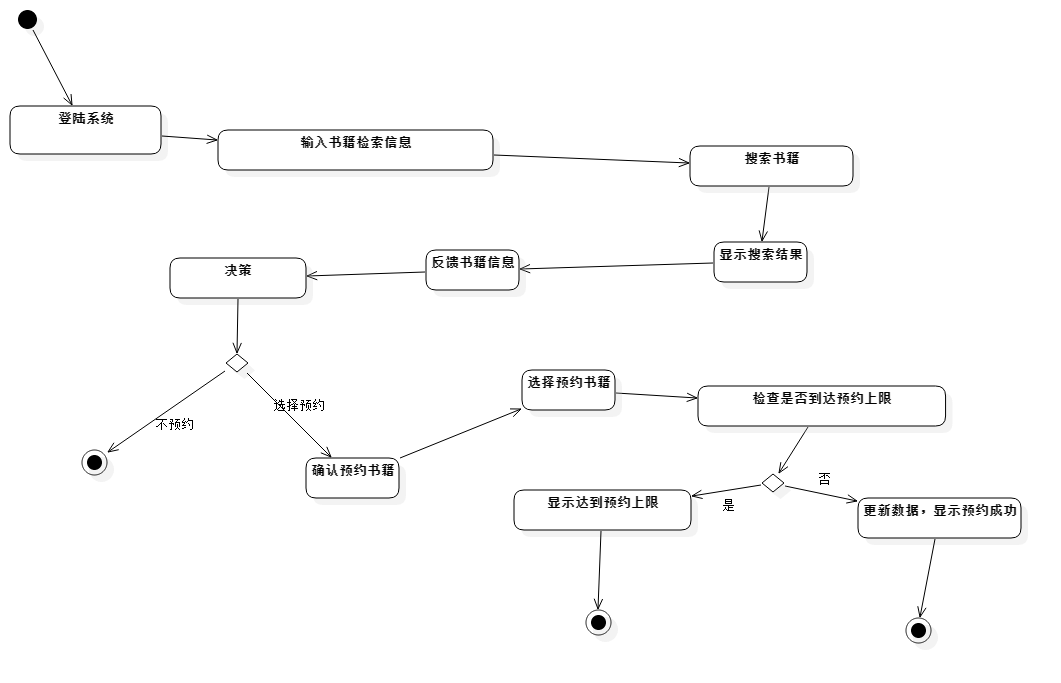 登陆系统
输入书籍检索信息
搜索书籍
显示搜索结果
反馈书籍信息
决策
不预约
选择预约
确认预约书籍
选择预约书籍
检查是否到达预约上限
是
否
显示达到预约上限
更新数据，显示预约成功